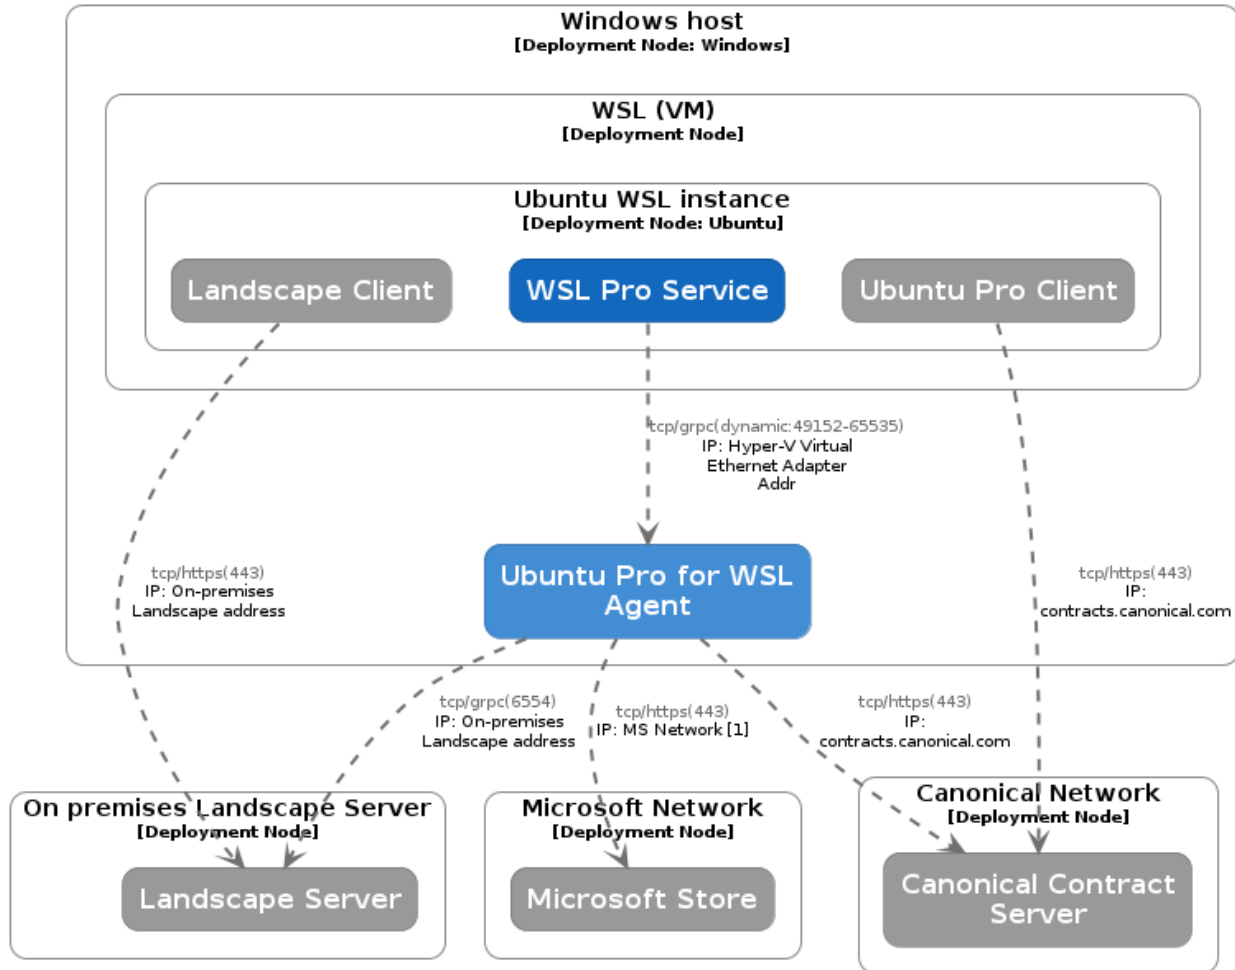 Windows host
[Deployment Node: Windows]
WSL (VM)
[Deployment Node]
Ubuntu WSL instance
[Deployment Node: Ubuntu]
Landscape Client
WSL Pro Service
Ubuntu Pro Client
tcp/grpc(dynamic:49152-65535)
IP: Hyper-V Virtual
Ethernet Adapter
Addr
tcp/https(443)
IP: On-premises
Landscape address
Ubuntu Pro for WSL
Agent
tcp/https(443)
IP:
contracts.canonical.com
tcp/grpc(6554)
IP: On-premises
Landscape address
tcp/https(443)
IP: MS Network [1]
tcp/https(443)
IP:
contracts.canonical.com
On premises Landscape Server
[Deployment Node]
Landscape Server
Microsoft Network
[Deployment Node]
Microsoft Store
Canonical Network
[Deployment Node]
Canonical Contract
Server